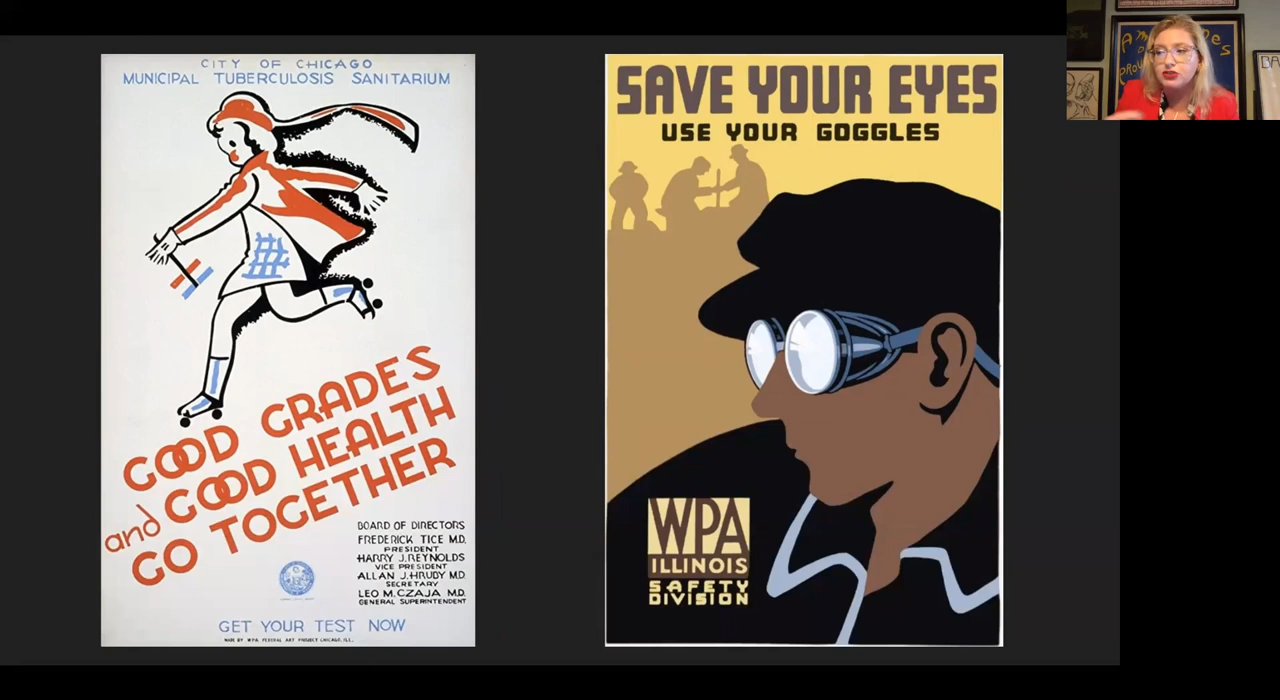 CITY OF CHICAGO
MUNICIPAL TUBERCULOSIS SANITARIUM
GOOD GRADES
and GOOD HEALTH
GO TOGETHER
BOARD OF DIRECTORS
FREDERICK TICE M.D.
PRESIDENT
HARRY J. REYNOLDS
VICE PRESIDENT
ALLAN J. HRUBY M.D.
SECRETARY
LEO M. CZAJA M.D.
GENERAL SUPERINTENDENT
GET YOUR TEST NOW
MADE BY WPA FEDERAL ART PROJECT CHICAGO, ILL.
SAVE YOUR EYES
USE YOUR GOGGLES
WPA
ILLINOIS
SAFETY
DIVISION